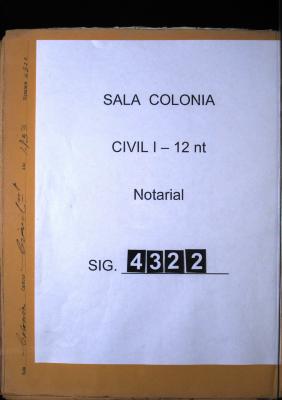 SALA COLONIA
CIVIL I – 12 nt
Notarial
SIG. 4322